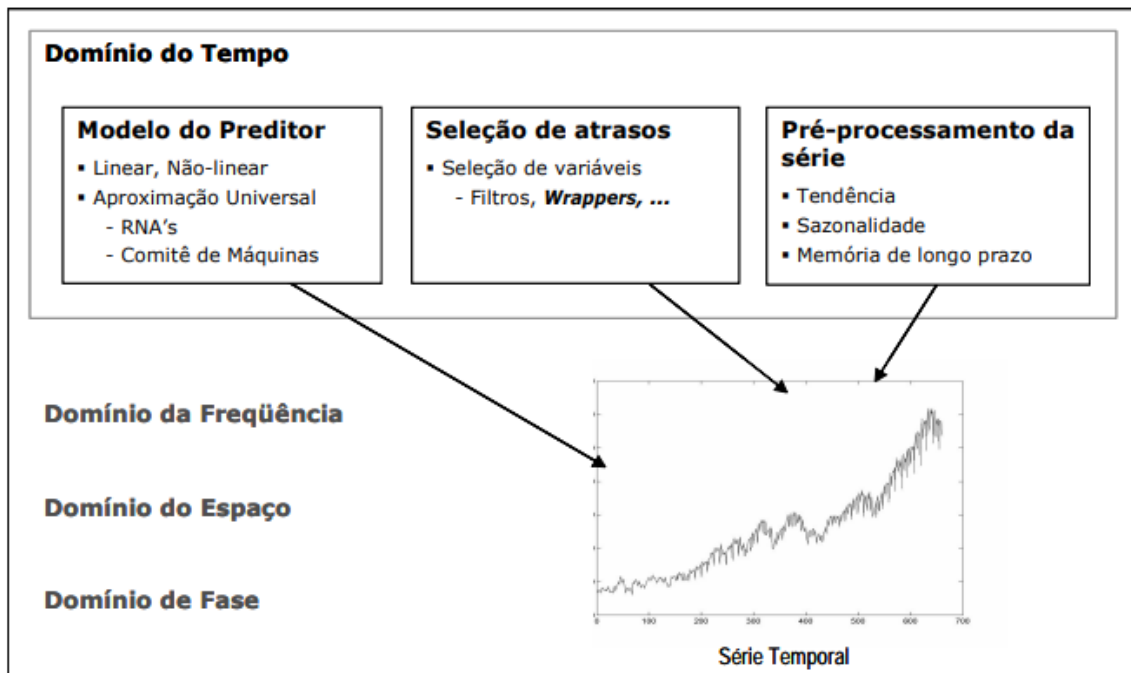 Domínio do Tempo
Modelo do Preditor
▪ Linear, Não-linear
▪ Aproximação Universal
- RNA's
- Comitê de Máquinas
Seleção de atrasos
▪ Seleção de variáveis
- Filtros, Wrappers, ...
Pré-processamento da
série
▪ Tendência
▪ Sazonalidade
▪ Memória de longo prazo
Domínio da Freqüência
Domínio do Espaço
Domínio de Fase
0 100 200 300 400 500 600 700
Série Temporal